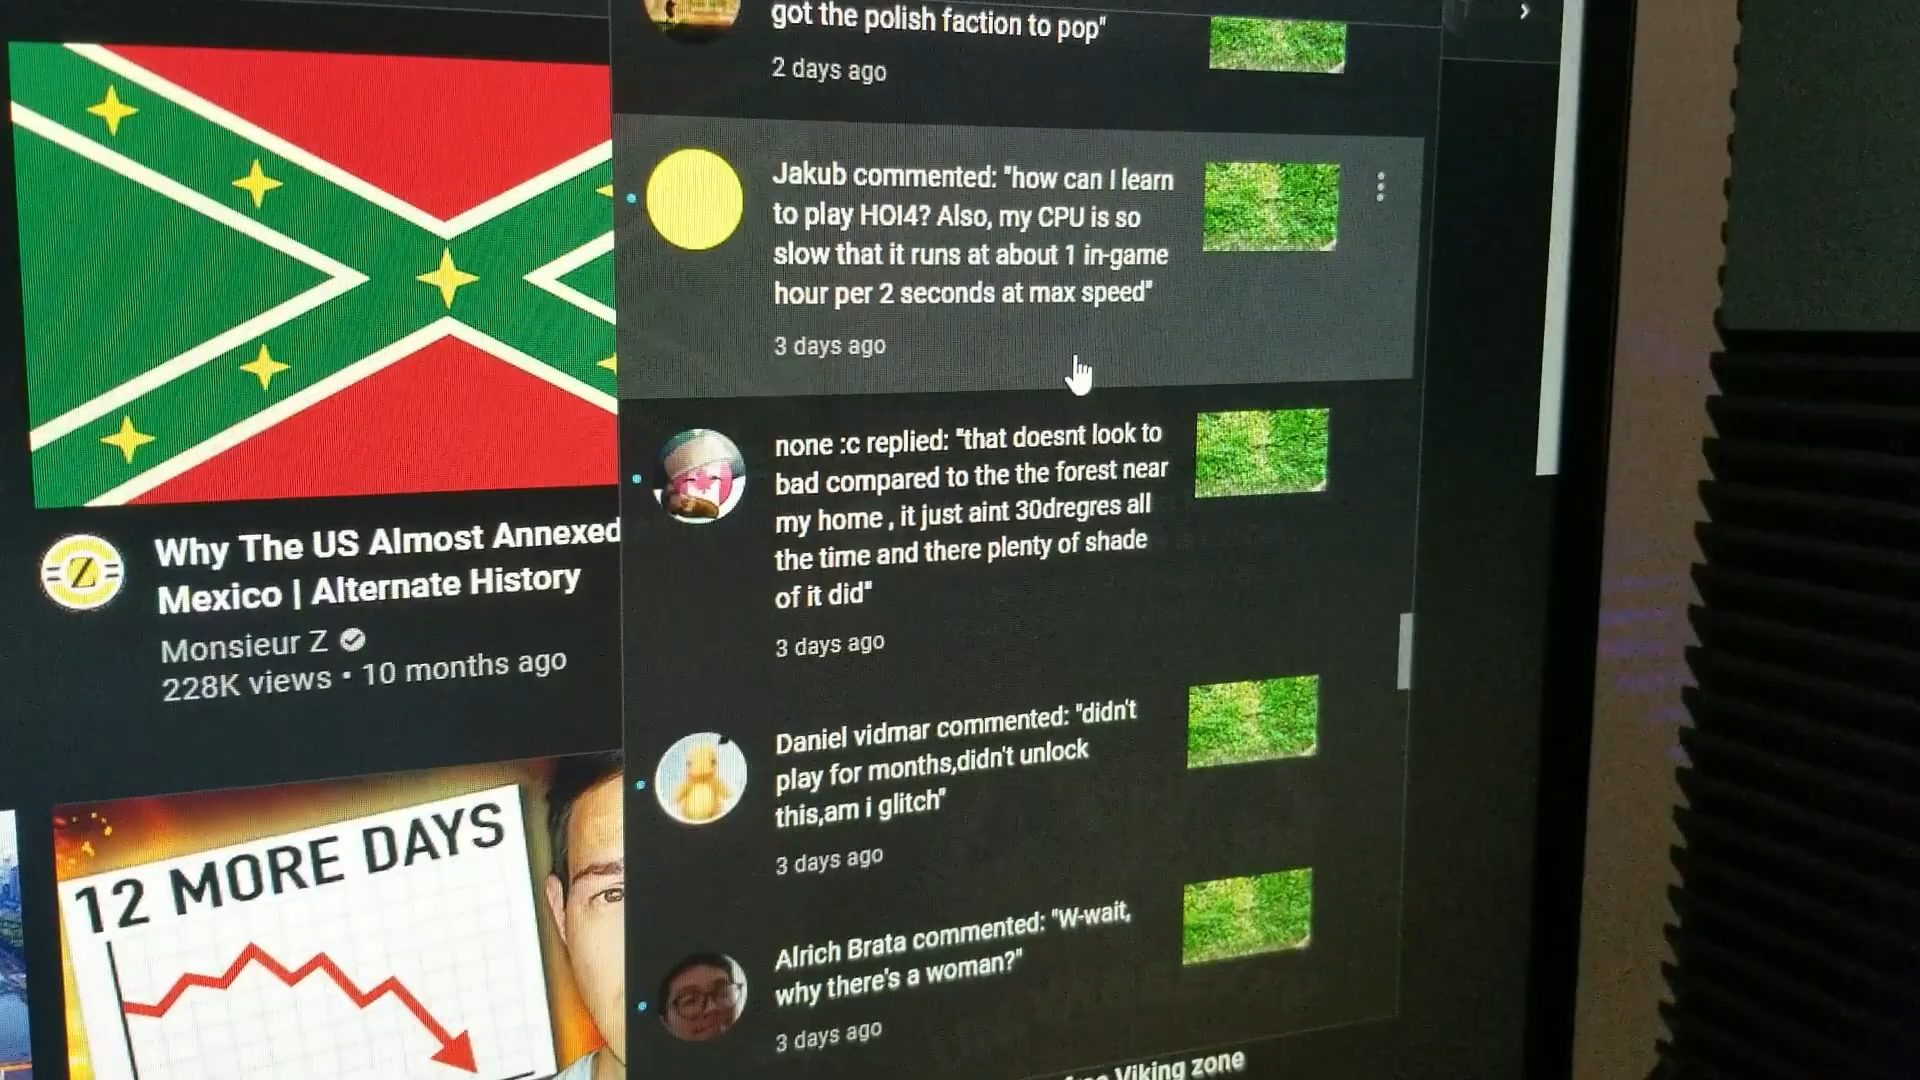 got the polish faction to pop"
2 days ago
Jakub commented: "how can I learn
to play HOI4? Also, my CPU is so
slow that it runs at about 1 in-game
hour per 2 seconds at max speed"
3 days ago
none :c replied: "that doesnt look to
bad compared to the the forest near
my home , it just aint 30dregres all
the time and there plenty of shade
of it did"
3 days ago
Daniel vidmar commented: "didn't
play for months,didn't unlock
this,am i glitch"
3 days ago
Alrich Brata commented: "W-wait,
why there's a woman?"
3 days ago
Viking zone
Z
Why The US Almost Annexed
Mexico | Alternate History
Monsieur Z
228K views • 10 months ago
12 MORE DAYS